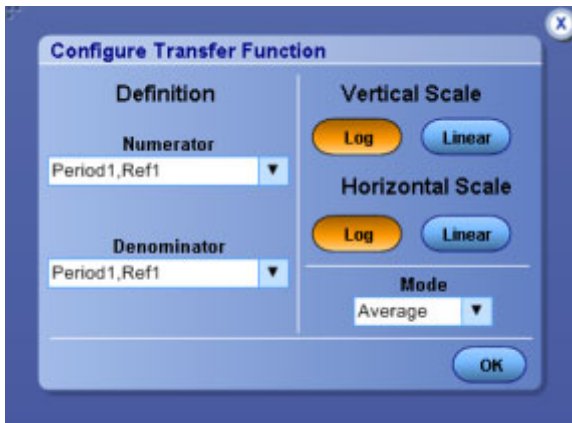 X
Configure Transfer Function
Definition
Numerator
Period1,Ref1
Denominator
Period1,Ref1
Vertical Scale
Log Linear
Horizontal Scale
Log Linear
Mode
Average
OK